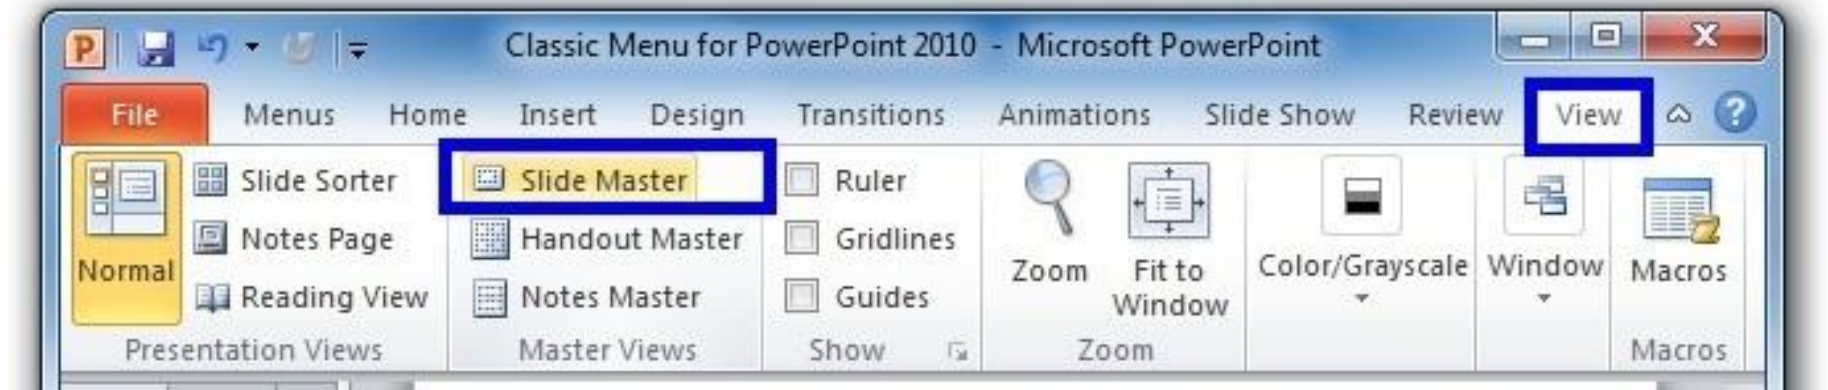 Classic Menu for PowerPoint 2010 - Microsoft PowerPoint
File Menus Home Insert Design Transitions Animations Slide Show Review View
Slide Sorter Slide Master Ruler
Notes Page Handout Master Gridlines
Normal Zoom Fit to Window Color/Grayscale Window Macros
Reading View Notes Master Guides
Presentation Views Master Views Show Zoom Macros